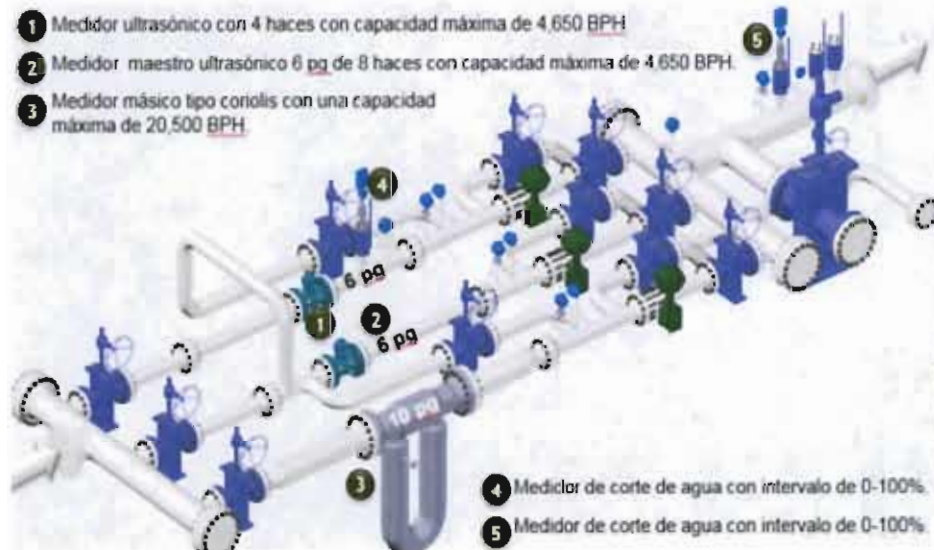 1 Medidor ultrasónico con 4 haces con capacidad máxima de 4,650 BPH
2 Medidor maestro ultrasónico 6 pg de 8 haces con capacidad máxima de 4,650 BPH.
3 Medidor másico tipo coriolis con una capacidad
máxima de 20,500 BPH
5
4
6 pg
1
2
6 pg
10 pg
3
4 Medidor de corte de agua con intervalo de 0-100%.
5 Medidor de corte de agua con intervalo de 0-100%